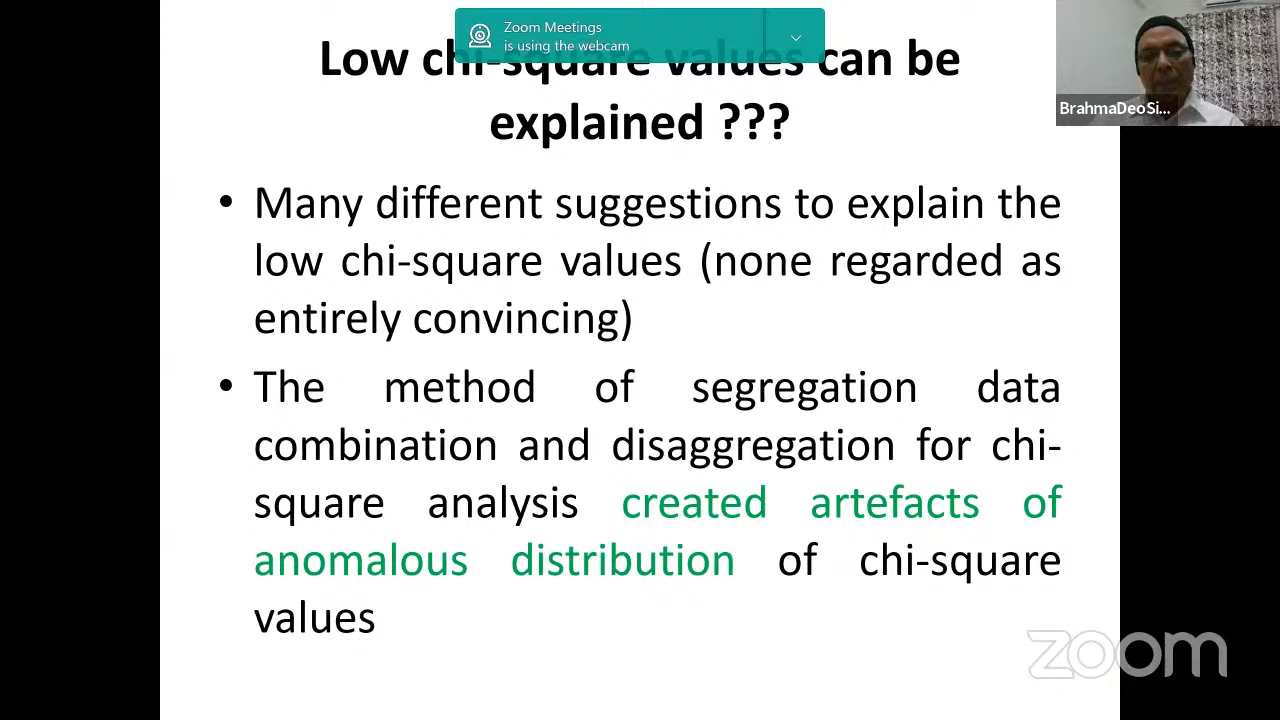 Zoom Meetings
is using the webcam
Low chi-square values can be
explained ???
BrahmaDeoSi...
• Many different suggestions to explain the
low chi-square values (none regarded as
entirely convincing)
• The method of segregation data
combination and disaggregation for chi-
square analysis created artefacts of
anomalous distribution of chi-square
values
zoom